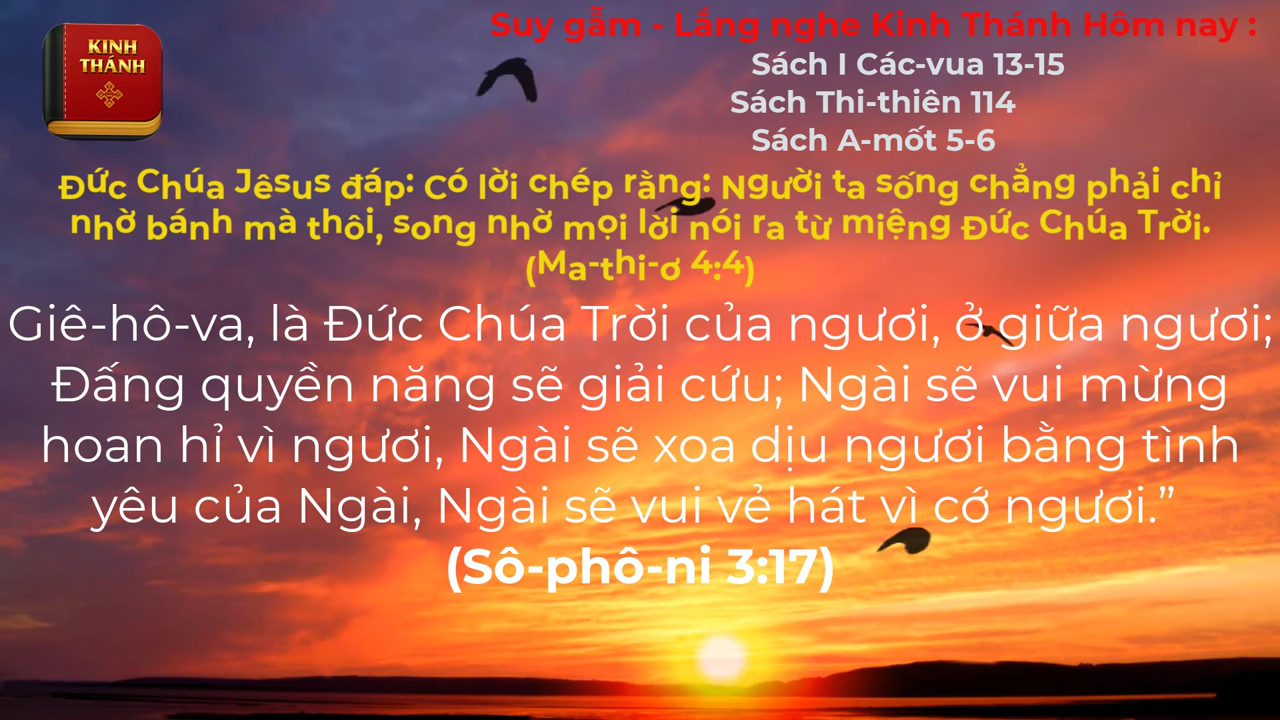 KINH
THÁNH
Suy gẫm - Lắng nghe Kinh Thánh Hôm nay :
Sách I Các-vua 13-15
Sách Thi-thiên 114
Sách A-mốt 5-6
Đức Chúa Jêsus đáp: Có lời chép rằng: Người ta sống chẳng phải chỉ
nhờ bánh mà thôi, song nhờ mọi lời nói ra từ miệng Đức Chúa Trời.
(Ma-thi-ơ 4:4)
Giê-hô-va, là Đức Chúa Trời của ngươi, ở giữa ngươi;
Đấng quyền năng sẽ giải cứu; Ngài sẽ vui mừng
hoan hỉ vì ngươi, Ngài sẽ xoa dịu ngươi bằng tình
yêu của Ngài, Ngài sẽ vui vẻ hát vì cớ ngươi.”
(Sô-phô-ni 3:17)